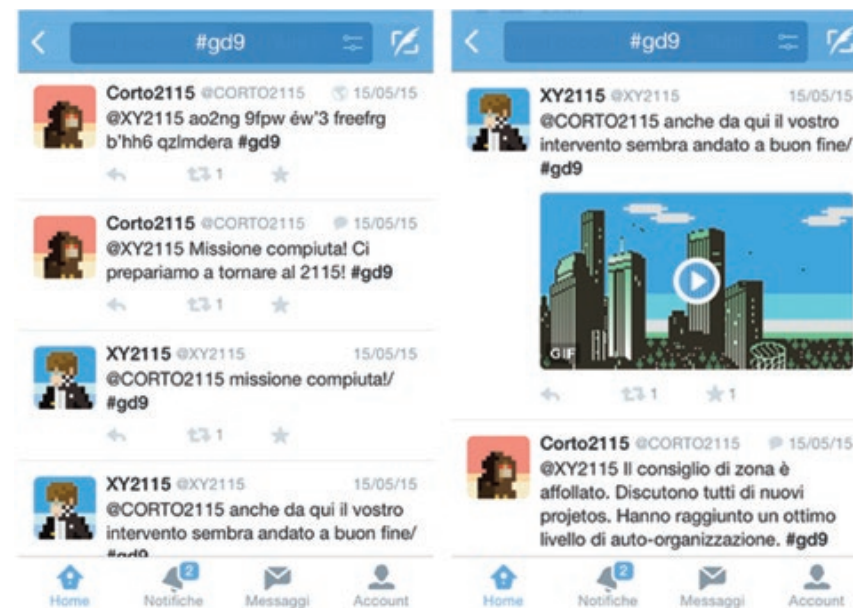 #gd9
Corto2115 @CORTO2115 15/05/15
@XY2115 ao2ng 9fpw éw'3 freefrg
b'hh6 qzlmdera #gd9
1
Corto2115 @CORTO2115 15/05/15
@XY2115 Missione compiuta! Ci
prepariamo a tornare al 2115! #gd9
1
XY2115 @XY2115 15/05/15
@CORTO2115 missione compiuta!/
#gd9
1
XY2115 @XY2115 15/05/15
@CORTO2115 anche da qui il vostro
intervento sembra andato a buon fine/
#gd9
2
Home Notifiche Messaggi Account
#gd9
XY2115 @XY2115 15/05/15
@CORTO2115 anche da qui il vostro
intervento sembra andato a buon fine/
#gd9
GIF
1 1
Corto2115 @CORTO2115 15/05/15
@XY2115 Il consiglio di zona è
affollato. Discutono tutti di nuovi
projetos. Hanno raggiunto un ottimo
livello di auto-organizzazione. #gd9
2
Home Notifiche Messaggi Account